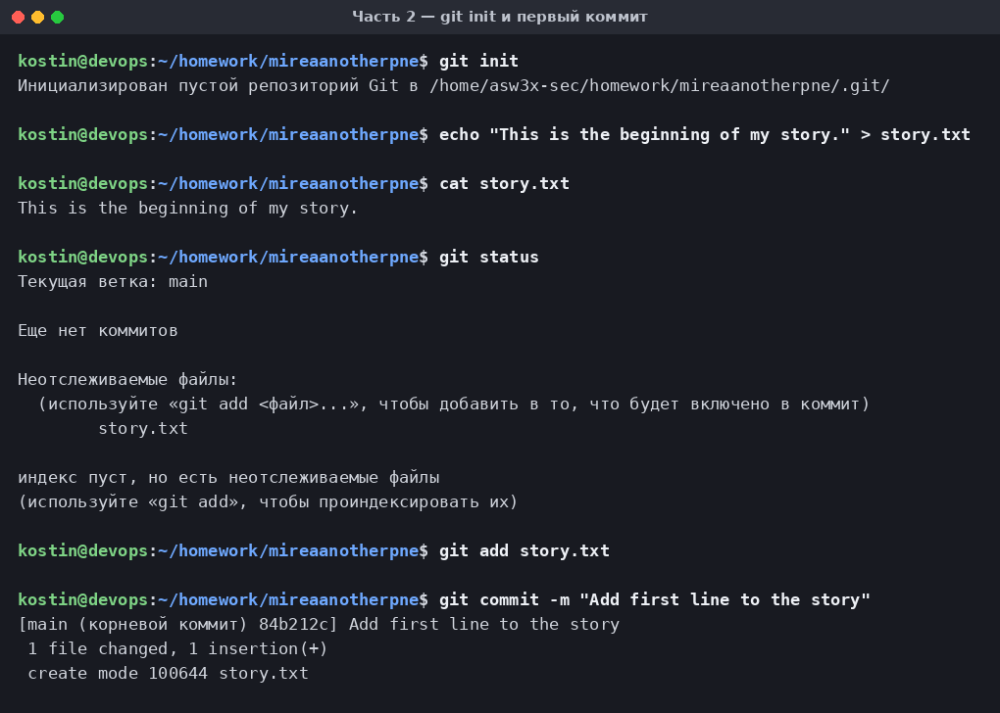 Часть 2 — git init и первый коммит
kostin@devops:~/homework/mireaanotherpne$ git init
Инициализирован пустой репозиторий Git в /home/asw3x-sec/homework/mireaanotherpne/.git/
kostin@devops:~/homework/mireaanotherpne$ echo "This is the beginning of my story." > story.txt
kostin@devops:~/homework/mireaanotherpne$ cat story.txt
This is the beginning of my story.
kostin@devops:~/homework/mireaanotherpne$ git status
Текущая ветка: main
Еще нет коммитов
Неотслеживаемые файлы:
  (используйте «git add <файл>...», чтобы добавить в то, что будет включено в коммит)
        story.txt
индекс пуст, но есть неотслеживаемые файлы
(используйте «git add», чтобы проиндексировать их)
kostin@devops:~/homework/mireaanotherpne$ git add story.txt
kostin@devops:~/homework/mireaanotherpne$ git commit -m "Add first line to the story"
[main (корневой коммит) 84b212c] Add first line to the story
 1 file changed, 1 insertion(+)
 create mode 100644 story.txt